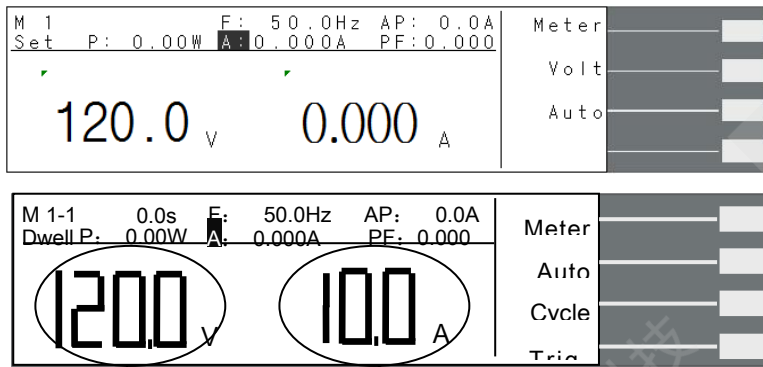 M 1 F: 50.0Hz AP: 0.0A
Set P: 0.00W A:0.000A PF:0.000
120.0 V 0.000 A
Meter
Volt
Auto
M 1-1 0.0s F: 50.0Hz AP: 0.0A
Dwell P: 0.00W A: 0.000A PF: 0.000
120.0 V 10.0 A
Meter
Auto
Cycle
Trig
技